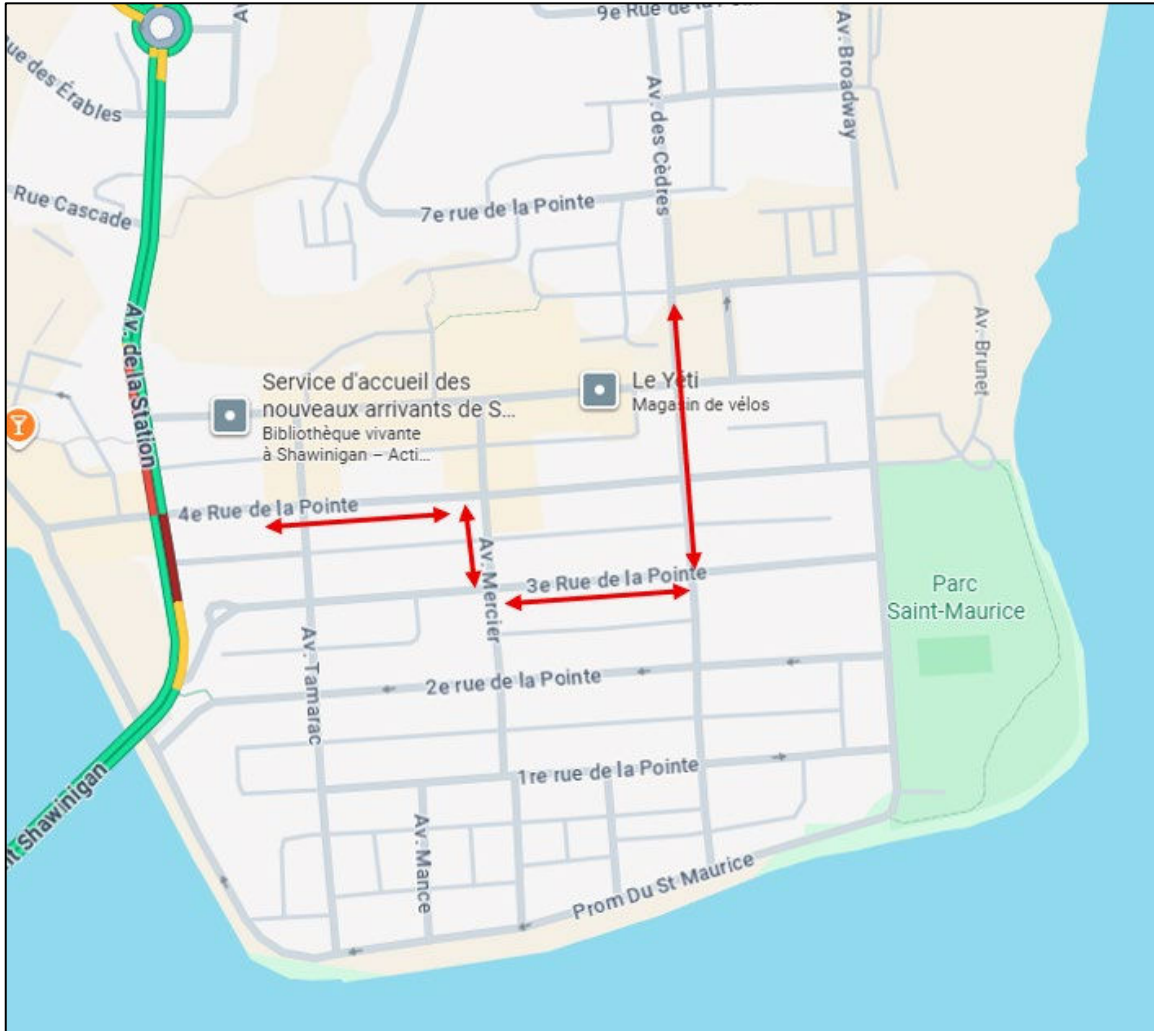 9e Rue de la Po
Av. Broadway
Rue des Érables
Av. des Cèdres
Rue Cascade
7e rue de la Pointe
Av. de la Station
Av. Brunet
Service d'accueil des
nouveaux arrivants de S...
Bibliothèque vivante
à Shawinigan – Acti...
Le Yéti
Magasin de vélos
4e Rue de la Pointe
Av. Mercier
3e Rue de la Pointe
Parc
Saint-Maurice
Av. Tamarac
2e rue de la Pointe
1re rue de la Pointe
nt Shawinigan
Av. Mance
Prom Du St Maurice